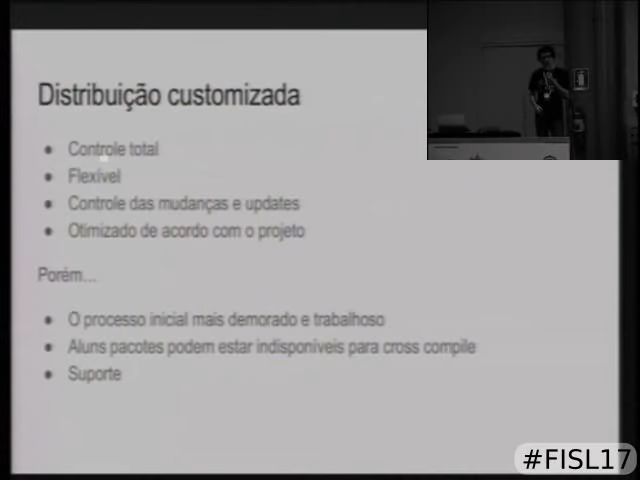 Distribuição customizada
● Controle total
● Flexível
● Controle das mudanças e updates
● Otimizado de acordo com o projeto
Porém...
● O processo inicial mais demorado e trabalhoso
● Aluns pacotes podem estar indisponíveis para cross compile
● Suporte
#FISL17